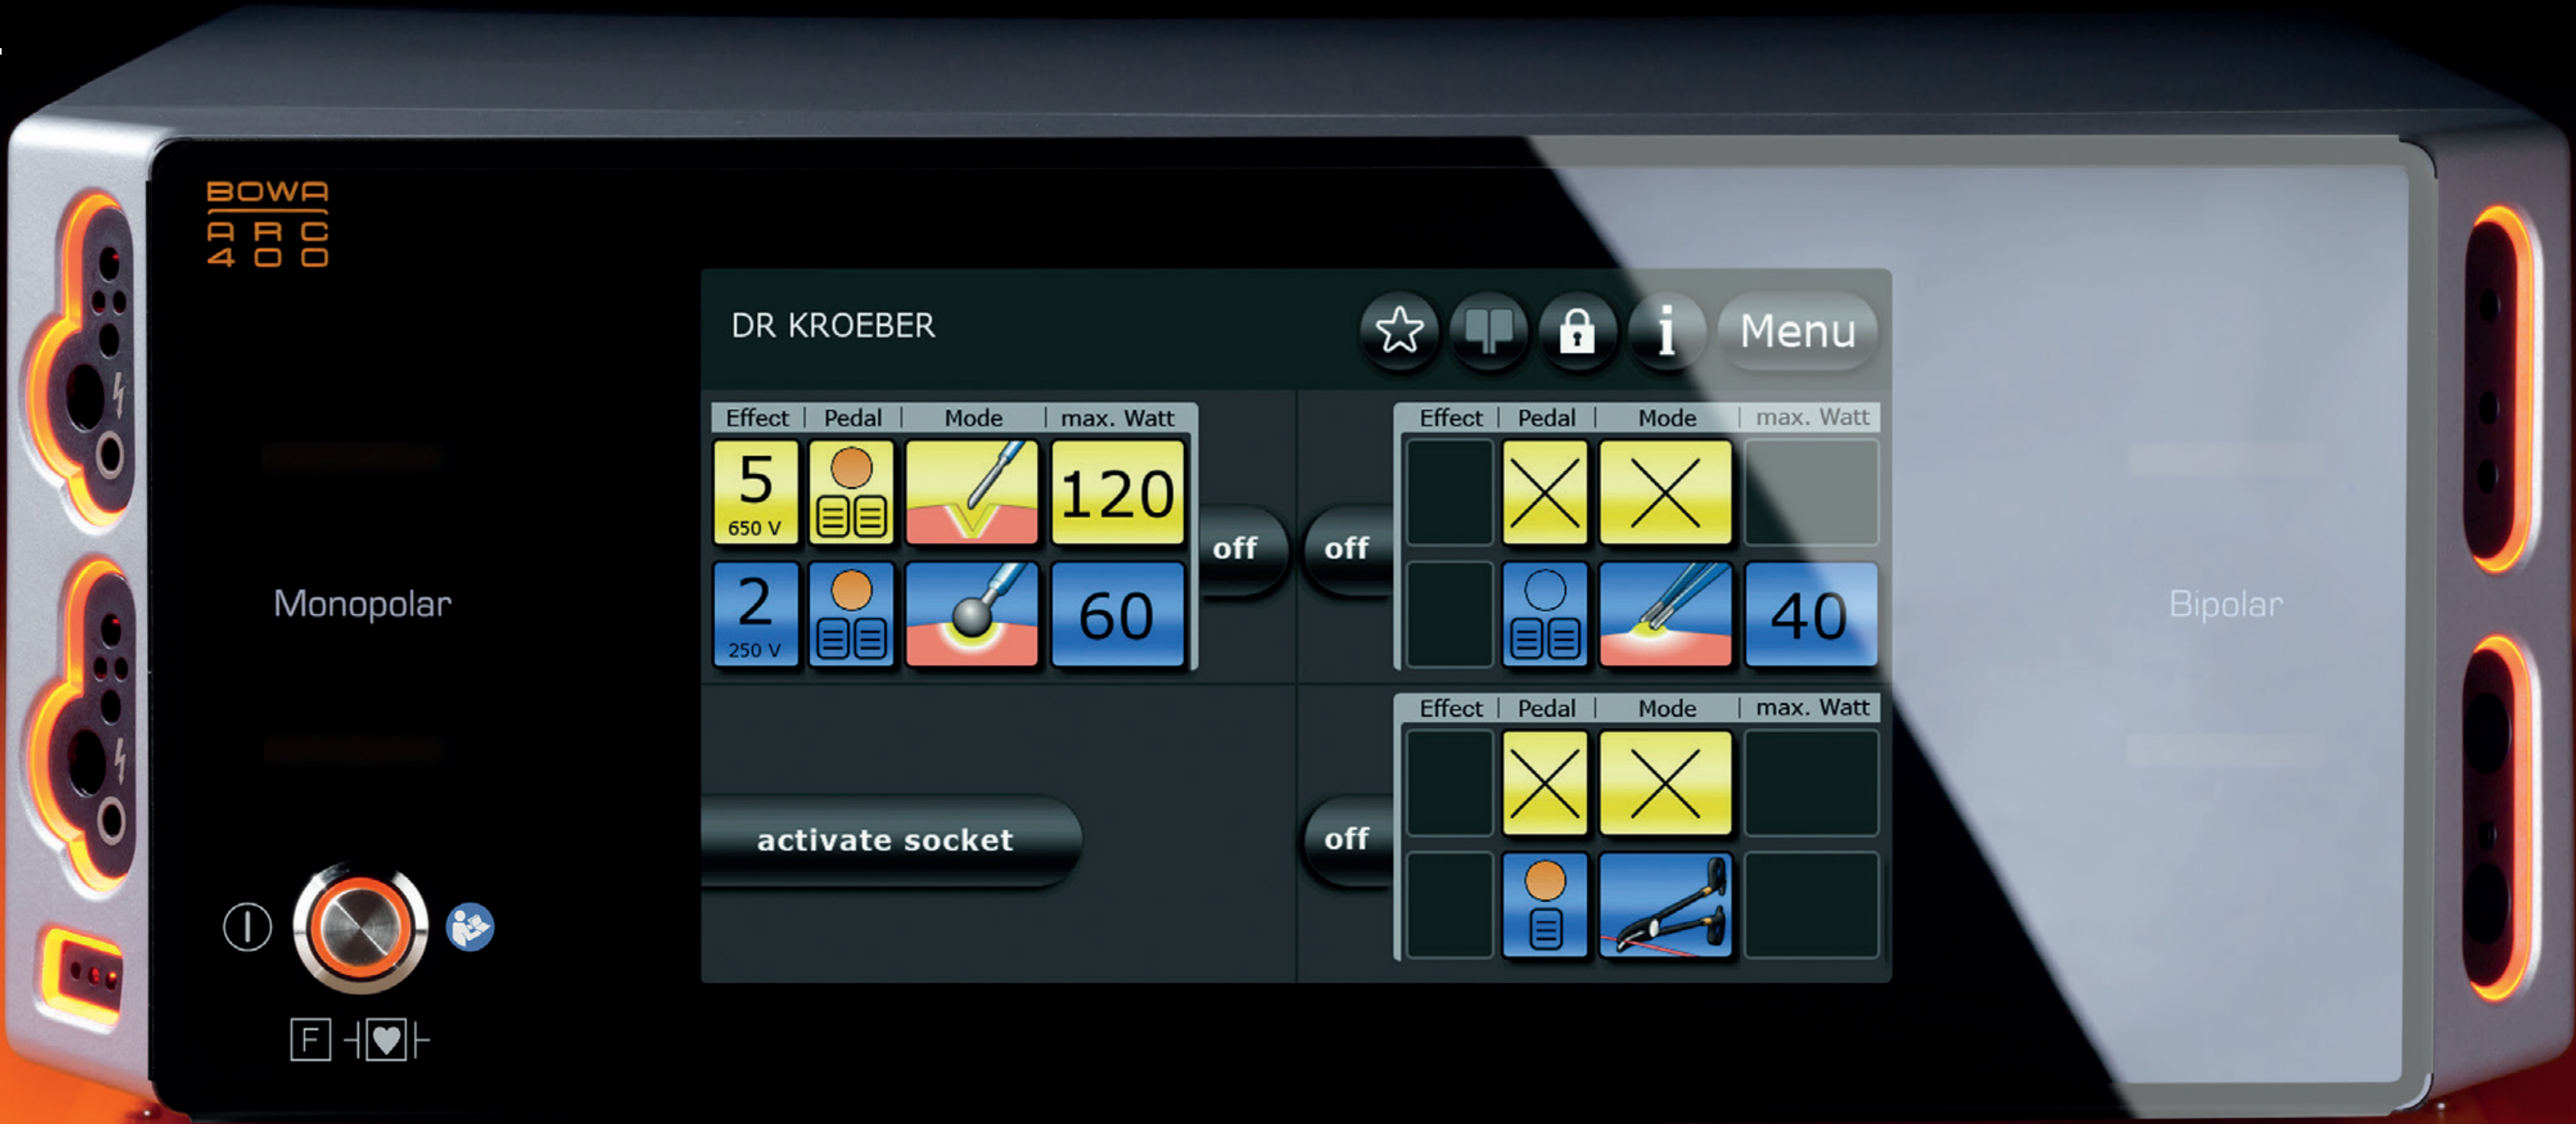 BOWA
ARC
400
DR KROEBER
i
Menu
Effect | Pedal | Mode | max. Watt
5
650 V
120
2
250 V
60
off
off
Effect | Pedal | Mode | max. Watt
40
Monopolar
Bipolar
activate socket
off
Effect | Pedal | Mode | max. Watt
F